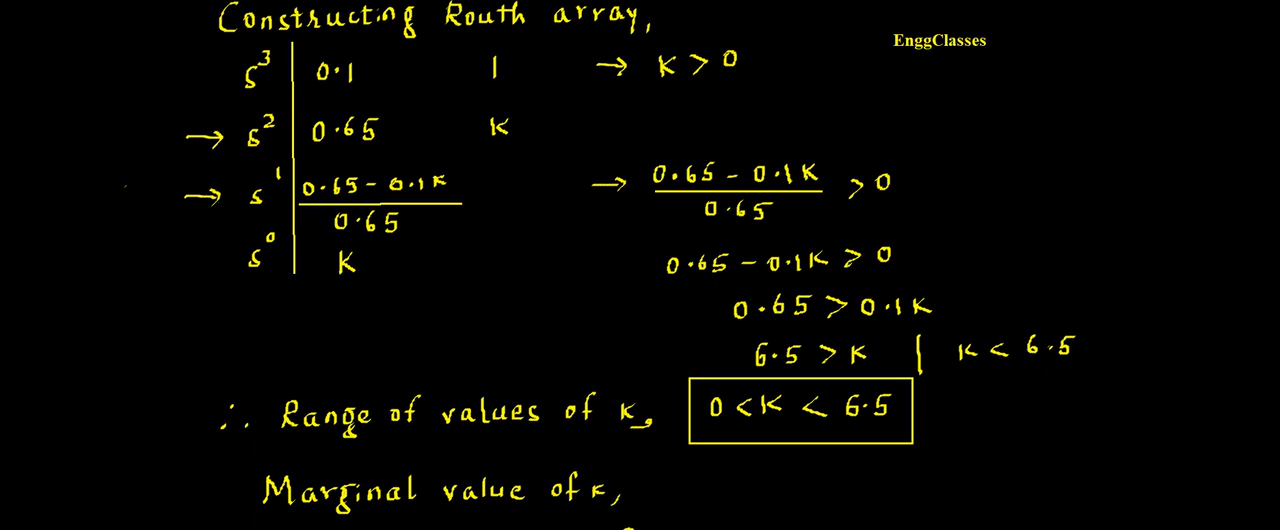 Constructing Routh array,
EnggClasses
s³ | 0.1 1 → K > 0
→ s² | 0.65 K
→ s¹ | (0.65 - 0.1K)/0.65 → (0.65 - 0.1K)/0.65 > 0
s⁰ | K
0.65 - 0.1K > 0
0.65 > 0.1K
6.5 > K | K < 6.5
∴ Range of values of K, 0 < K < 6.5
Marginal value of K,